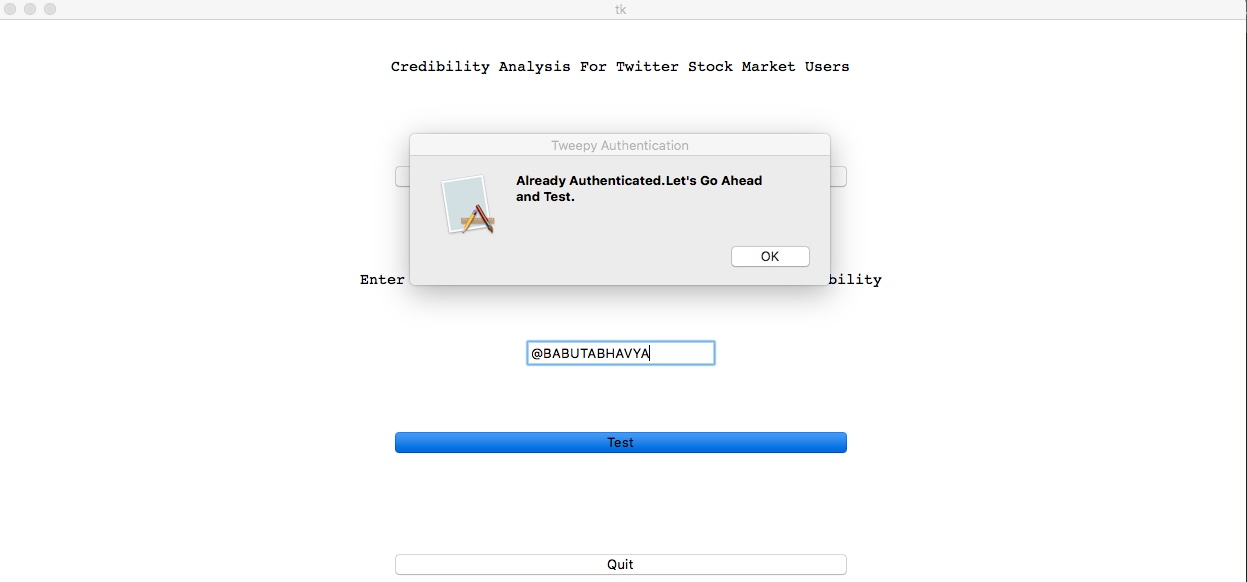 tk
Credibility Analysis For Twitter Stock Market Users
Tweepy Authentication
Already Authenticated.Let's Go Ahead
and Test.
OK
Enter bility
@BABUTABHAVYA
Test
Quit